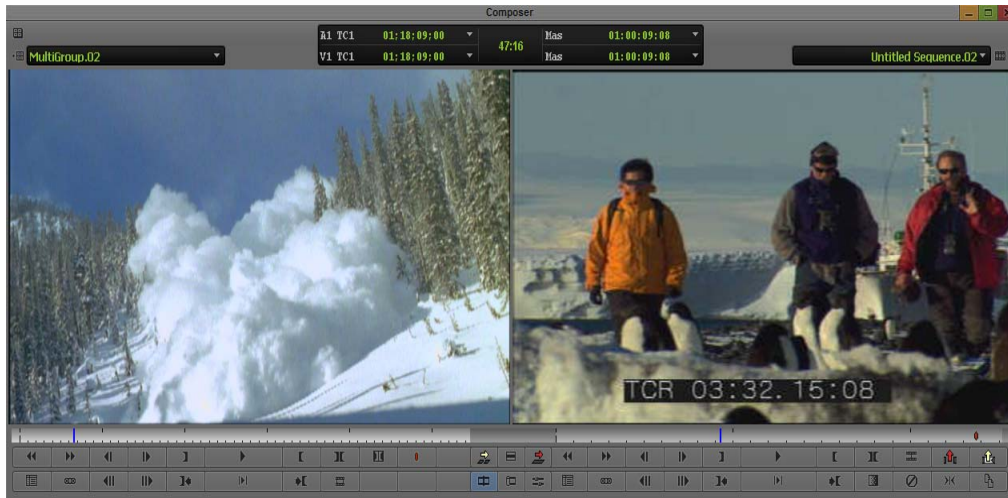 Composer
A1 TC1 01;18;09;00 47:16 Mas 01:00:09:08
MultiGroup.02 V1 TC1 01;18;09;00 Mas 01:00:09:08 Untitled Sequence.02
TCR 03:32.15:08